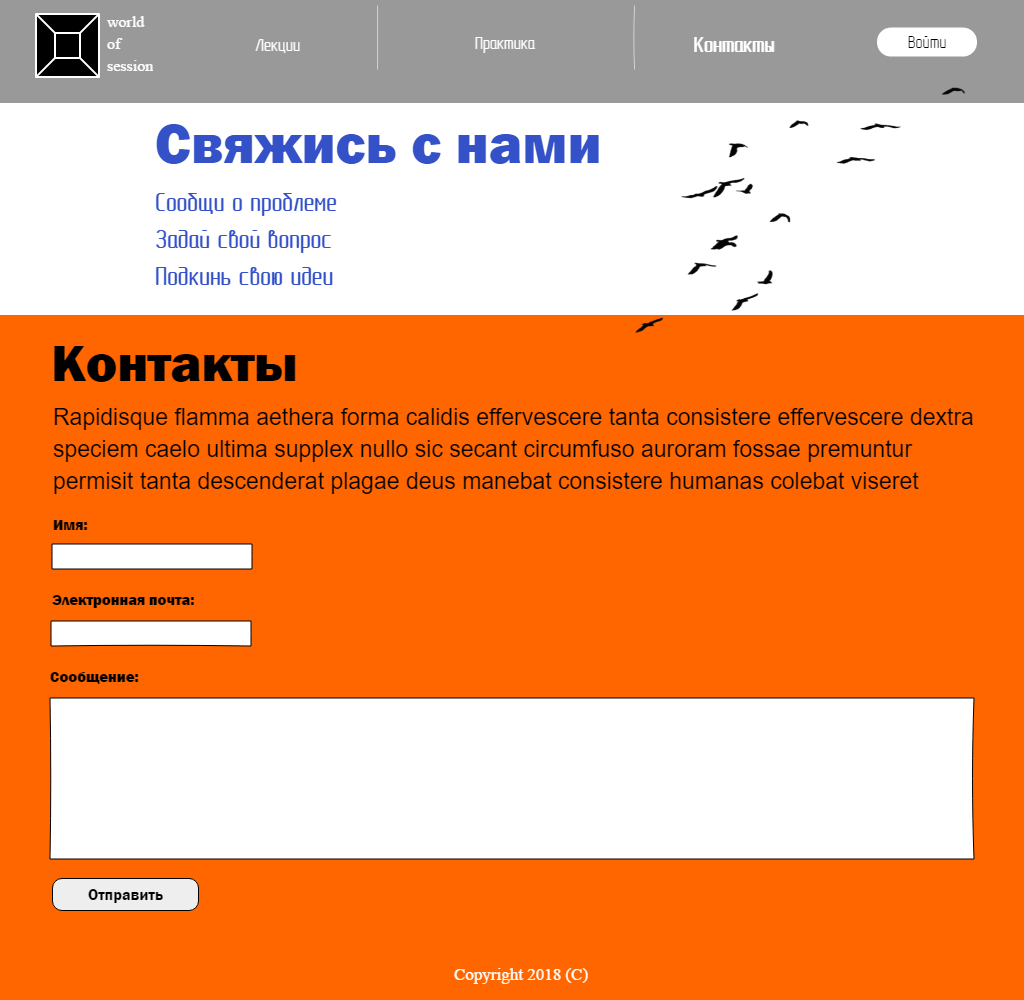 world
of
session
Лекции
Практика
Контакты
Войти
Свяжись с нами
Сообщи о проблеме
Задай свой вопрос
Подкинь свою идеи
Контакты
Rapidisque flamma aethera forma calidis effervescere tanta consistere effervescere dextra
speciem caelo ultima supplex nullo sic secant circumfuso auroram fossae premuntur
permisit tanta descenderat plagae deus manebat consistere humanas colebat viseret
Имя:
Электронная почта:
Сообщение:
Отправить
Copyright 2018 (C)